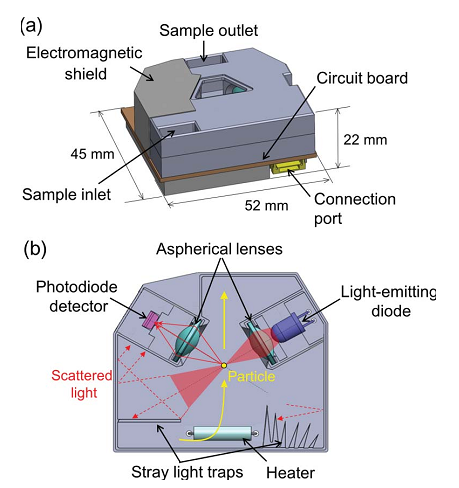 (a)
Sample outlet
Electromagnetic
shield
Circuit board
45 mm
22 mm
Sample inlet
52 mm
Connection
port
(b)
Aspherical lenses
Photodiode
detector
Light-emitting
diode
Scattered
light
Particle
Stray light traps
Heater